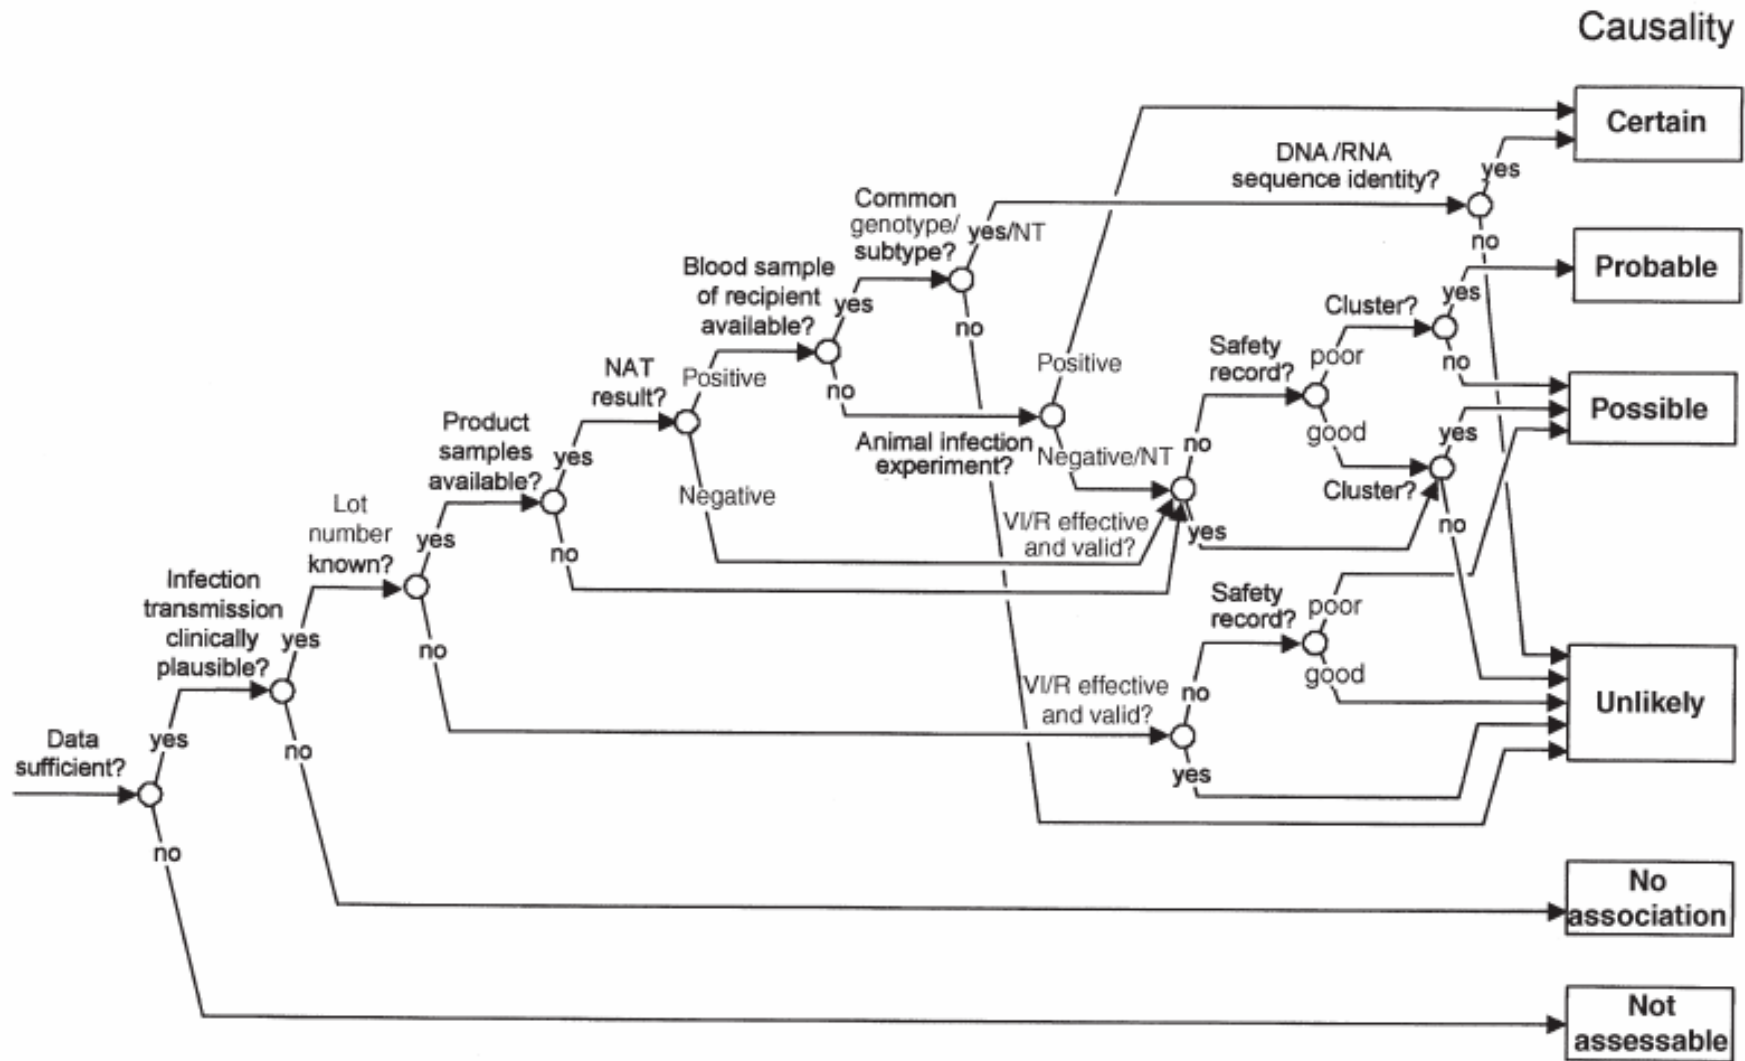 Causality
Certain
DNA/RNA
sequence identity?
yes
no
Common
genotype/
subtype?
yes/NT
no
Probable
Blood sample
of recipient
available?
yes
no
Cluster?
yes
no
Safety
record?
poor
good
Positive
NAT
result?
Positive
Negative
Possible
Product
samples
available?
yes
no
Animal infection
experiment?
Negative/NT
no
yes
Cluster?
yes
no
Lot
number
known?
yes
no
VI/R effective
and valid?
Infection
transmission
clinically
plausible?
yes
no
Safety
record?
poor
good
VI/R effective
and valid?
no
yes
Unlikely
Data
sufficient?
yes
no
No
association
Not
assessable